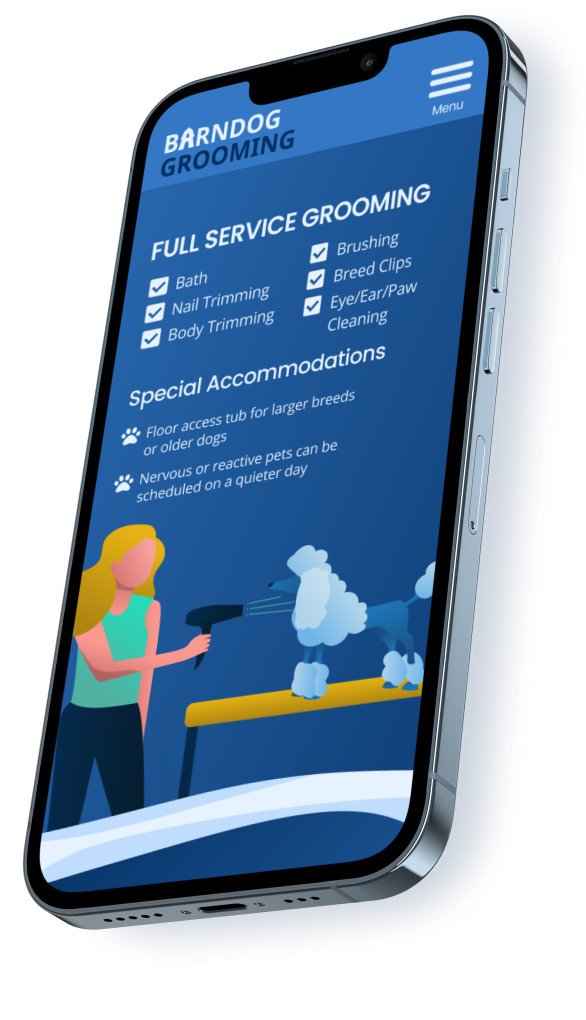 BARNDOG
GROOMING
Menu
FULL SERVICE GROOMING
Bath
Nail Trimming
Body Trimming
Brushing
Breed Clips
Eye/Ear/Paw
Cleaning
Special Accommodations
Floor access tub for larger breeds
or older dogs
Nervous or reactive pets can be
scheduled on a quieter day